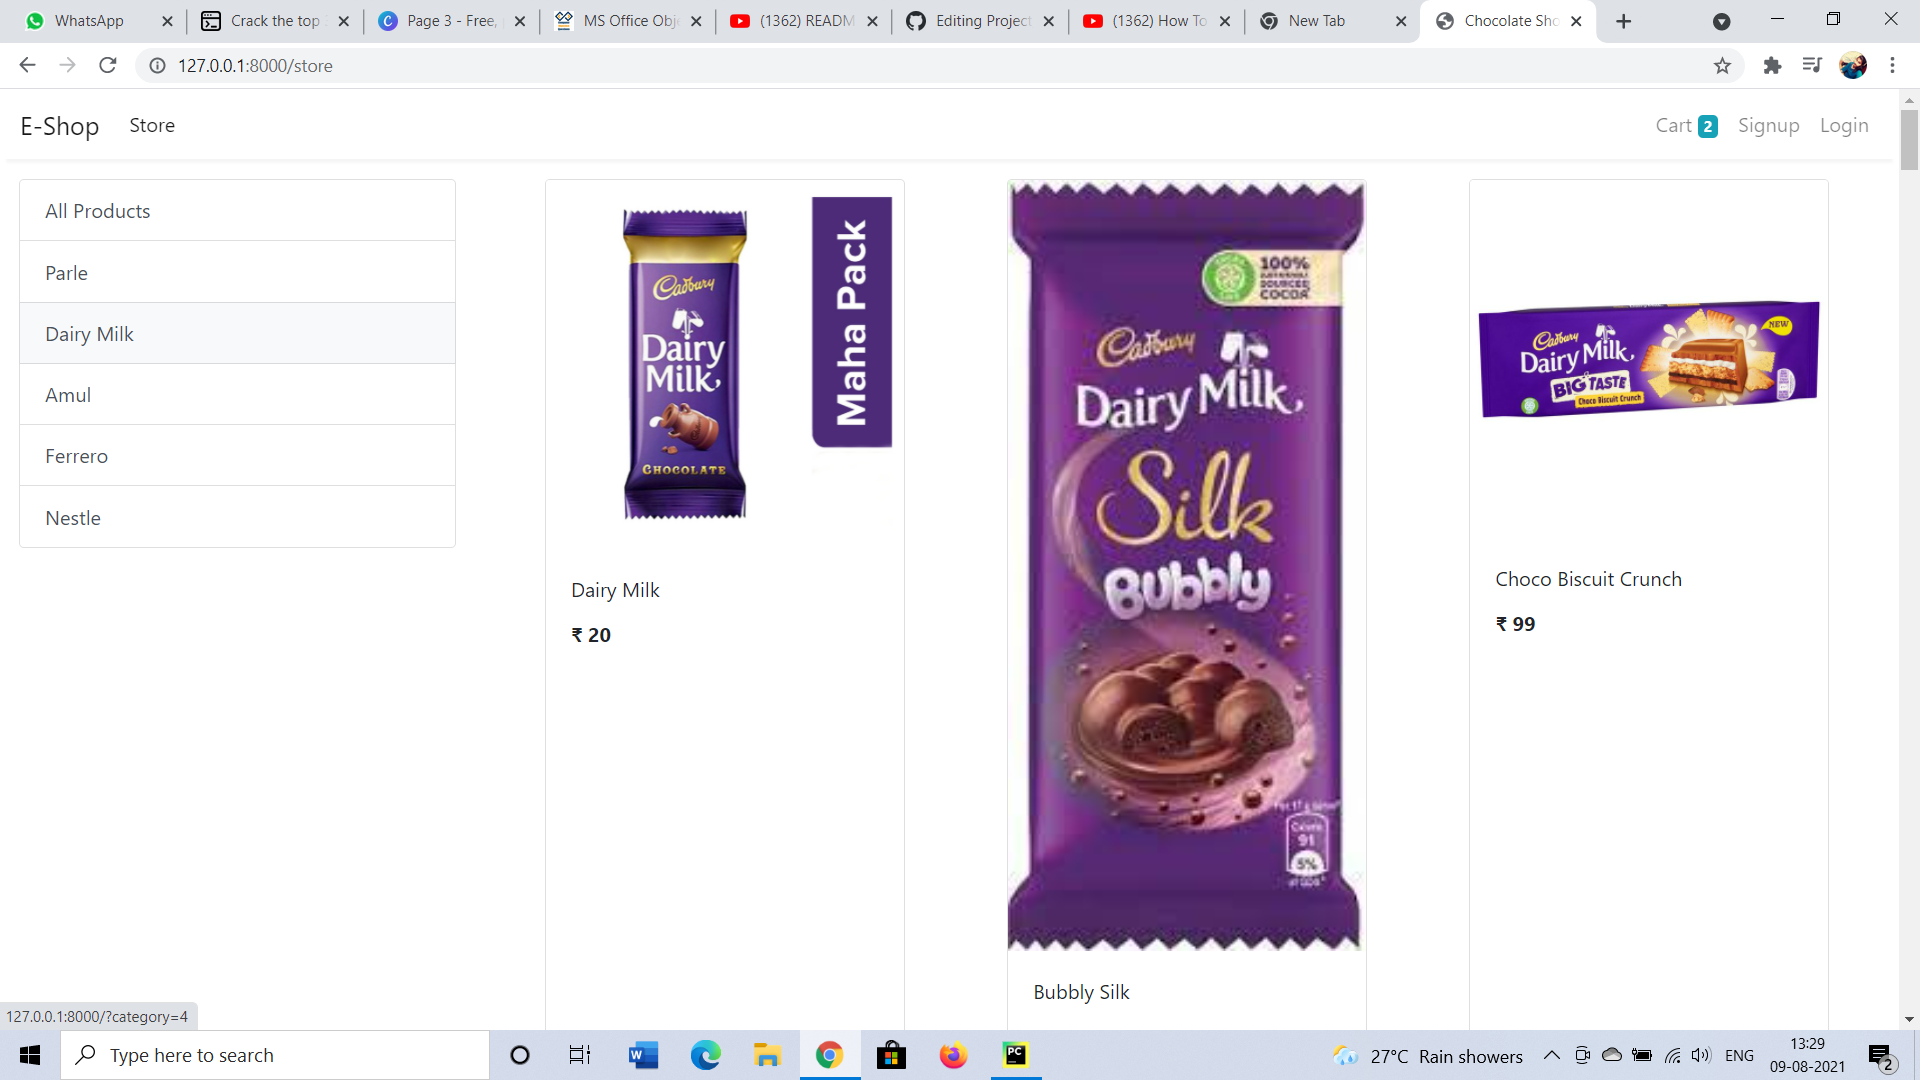 WhatsApp
Crack the top
Page 3 - Free,
MS Office Obj
(1362) READM
Editing Project
(1362) How To
New Tab
Chocolate Sho
127.0.0.1:8000/store
E-Shop
Store
Cart 2
Signup
Login
All Products
Parle
Dairy Milk
Amul
Ferrero
Nestle
Cadbury
Dairy
Milk
CHOCOLATE
Maha Pack
Dairy Milk
₹ 20
100%
SUSTAINABLY
SOURCED
COCOA
Cadbury
Dairy Milk
Silk
Bubbly
91
5%
Bubbly Silk
NEW
Cadbury
Dairy Milk
BIG TASTE
Choco Biscuit Crunch
Choco Biscuit Crunch
₹ 99
127.0.0.1:8000/?category=4
Type here to search
W
PC
27°C Rain showers
ENG
13:29
09-08-2021
2